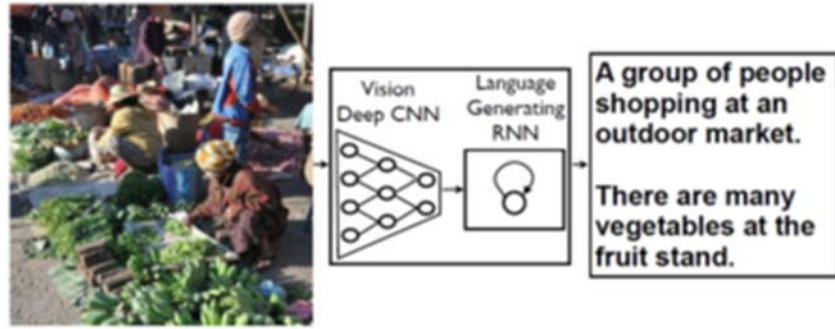 Vision
Deep CNN
Language
Generating
RNN
A group of people
shopping at an
outdoor market.
There are many
vegetables at the
fruit stand.